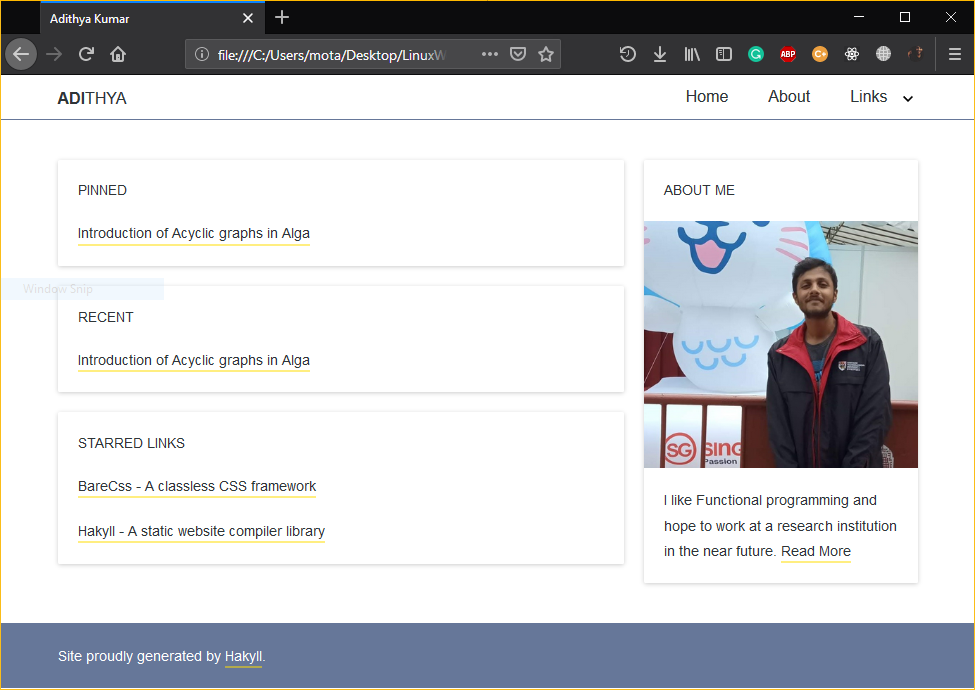 Adithya Kumar
file:///C:/Users/mota/Desktop/LinuxW
ABP
C+
ADITHYA
Home About Links
PINNED
Introduction of Acyclic graphs in Alga
Window Snip
RECENT
Introduction of Acyclic graphs in Alga
STARRED LINKS
BareCss - A classless CSS framework
Hakyll - A static website compiler library
ABOUT ME
SG SING
Passion
I like Functional programming and
hope to work at a research institution
in the near future. Read More
Site proudly generated by Hakyll.